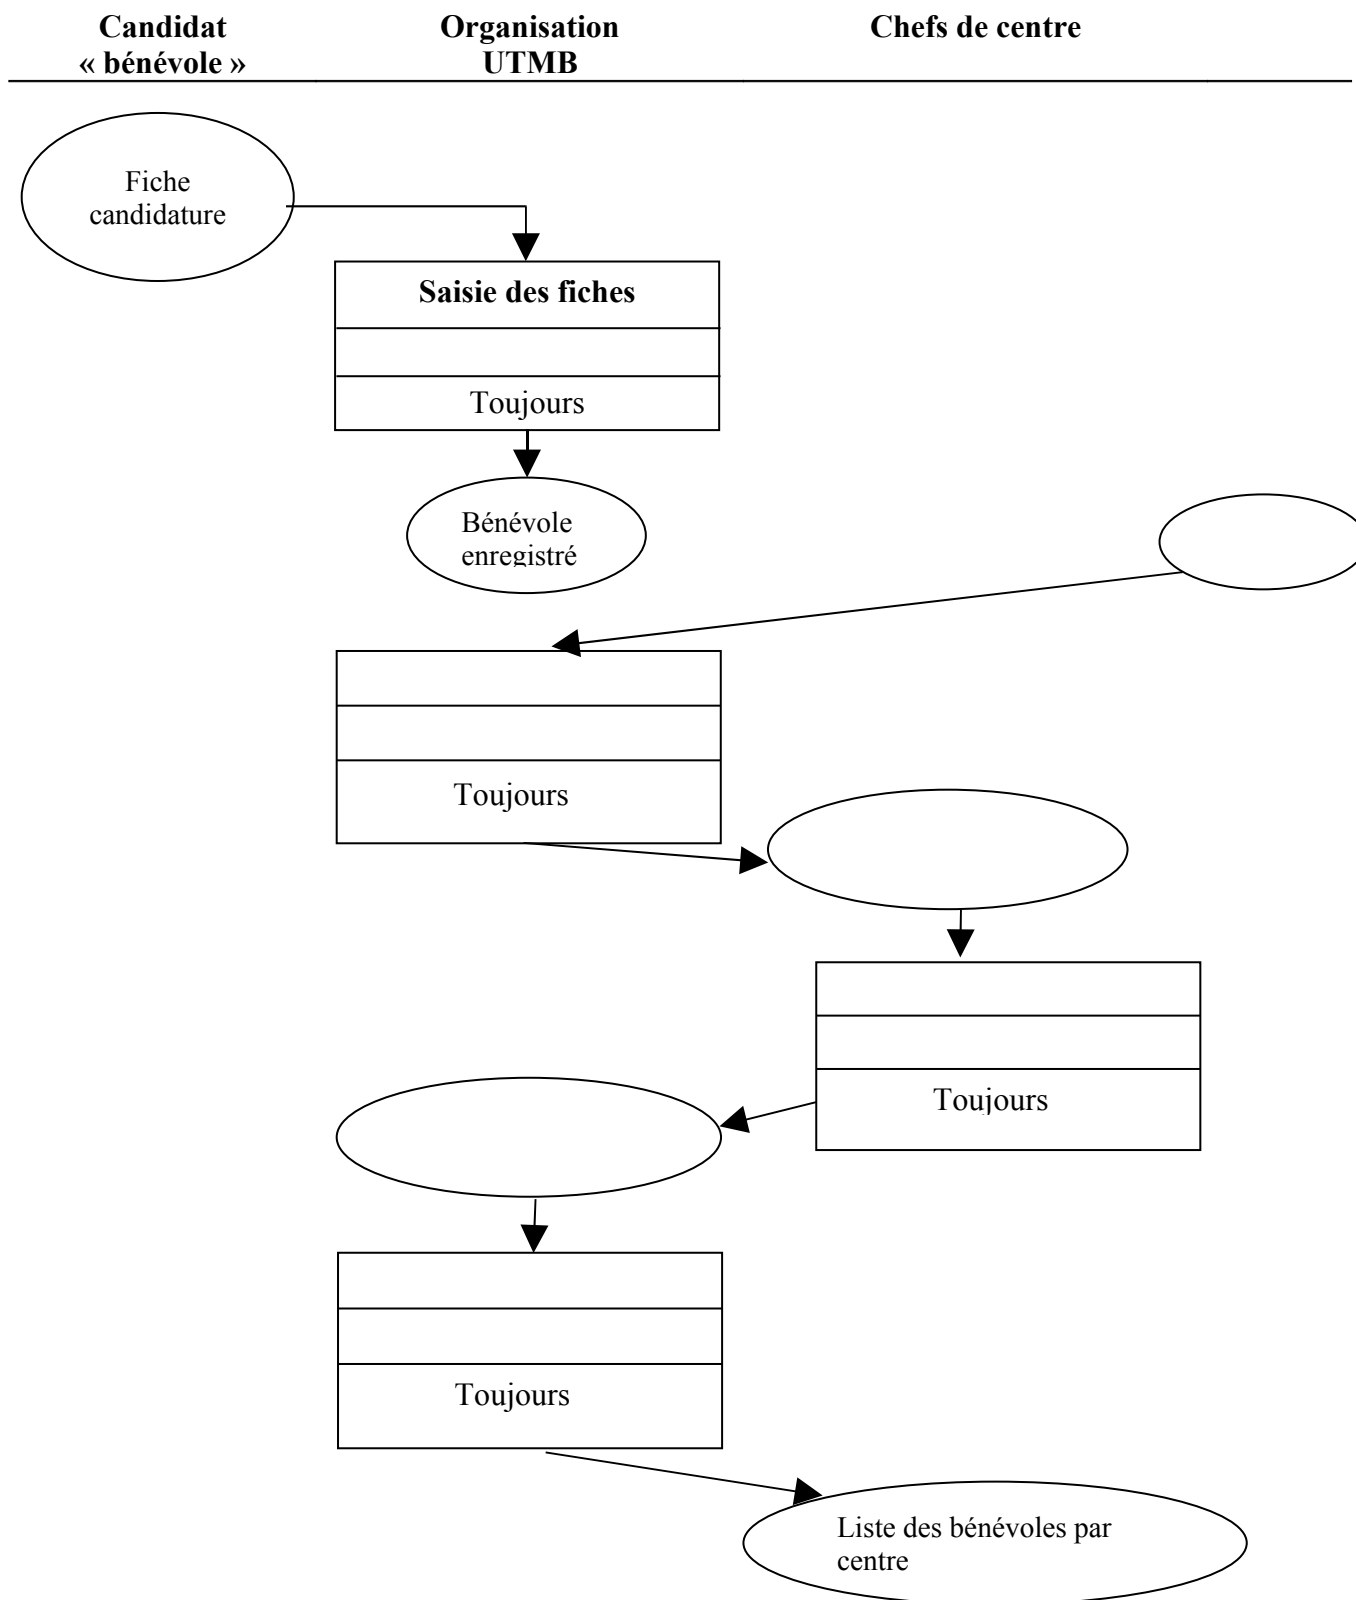 Candidat
« bénévole »
Organisation
UTMB
Chefs de centre
Fiche
candidature
Saisie des fiches
Toujours
Bénévole
enregistré
Toujours
Toujours
Toujours
Liste des bénévoles par
centre